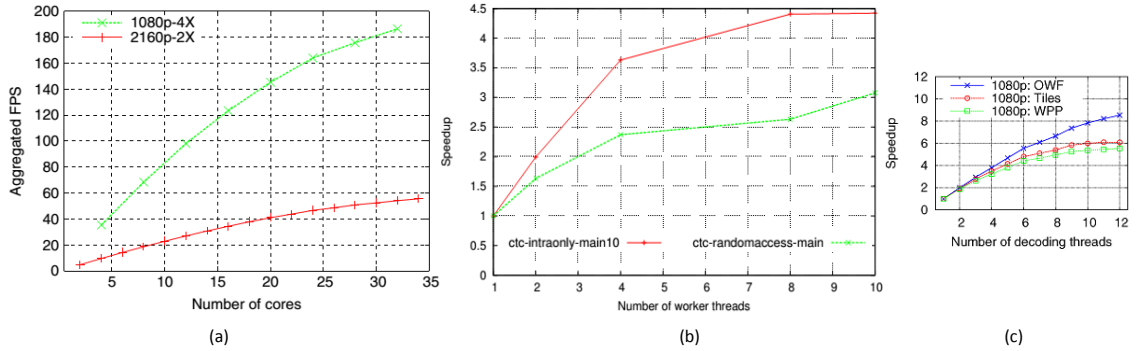 200
180
160
140
120
100
80
60
40
20
0
Aggregated FPS
1080p-4X
2160p-2X
5 10 15 20 25 30 35
Number of cores
(a)
4.5
4
3.5
3
2.5
2
1.5
1
0.5
0
Speedup
ctc-intraonly-main10
ctc-randomaccess-main
1 2 3 4 5 6 7 8 9 10
Number of worker threads
(b)
12
10
8
6
4
2
0
Speedup
1080p: OWF
1080p: Tiles
1080p: WPP
2 4 6 8 10 12
Number of decoding threads
(c)